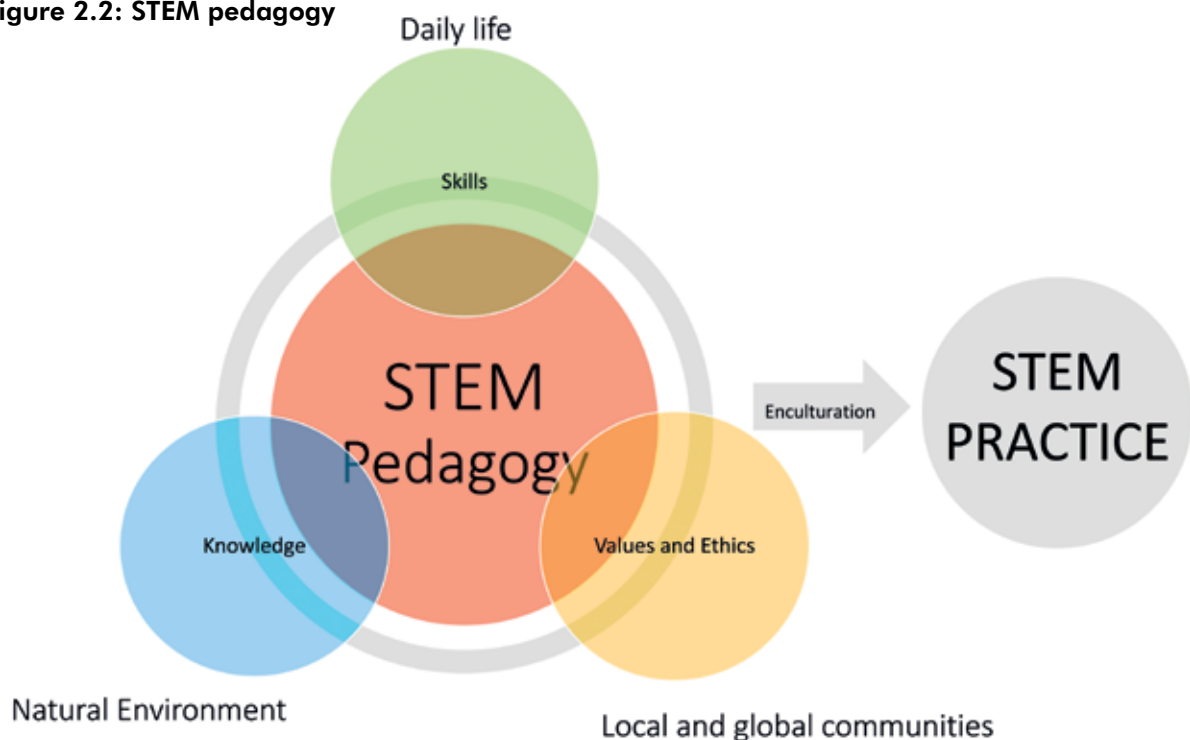 igure 2.2: STEM pedagogy
Daily life
Skills
STEM
Pedagogy
Enculturation
STEM
PRACTICE
Knowledge
Values and Ethics
Natural Environment
Local and global communities